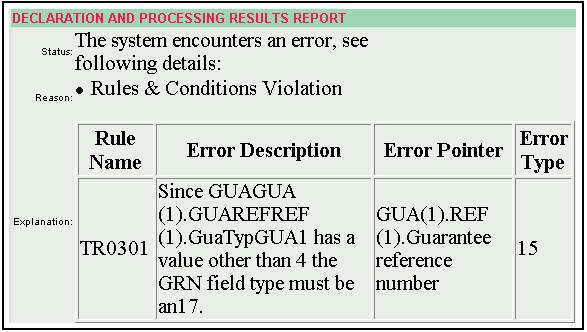 DECLARATION AND PROCESSING RESULTS REPORT
Status: The system encounters an error, see
following details:
Reason: • Rules & Conditions Violation
Rule Name Error Description Error Pointer Error Type
Explanation:
TR0301
Since GUAGUA
(1).GUAREFREF
(1).GuaTypGUA1 has a
value other than 4 the
GRN field type must be
an17.
GUA(1).REF
(1).Guarantee
reference
number
15